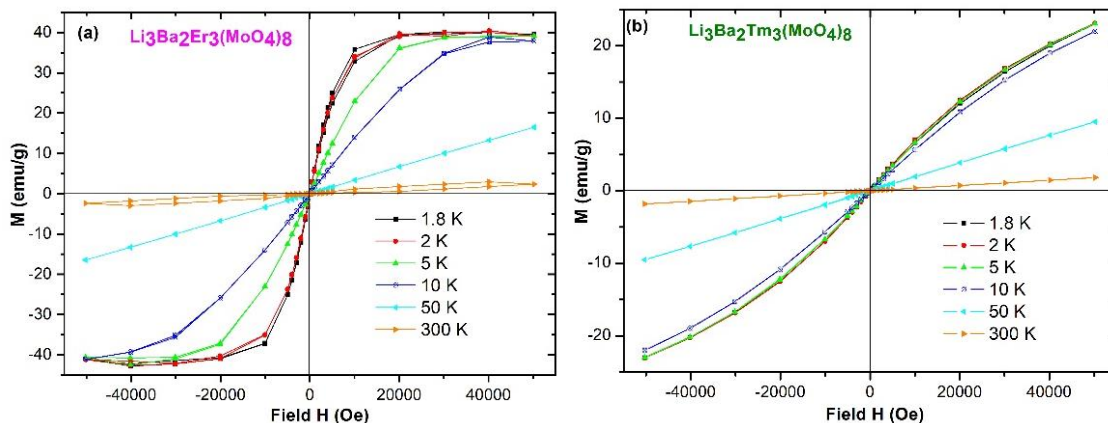 (a)
Li3Ba2Er3(MoO4)8
M (emu/g)
40
30
20
10
0
-10
-20
-30
-40
1.8 K
2 K
5 K
10 K
50 K
300 K
-40000 -20000 0 20000 40000
Field H (Oe)
(b)
Li3Ba2Tm3(MoO4)8
M (emu/g)
20
10
0
-10
-20
1.8 K
2 K
5 K
10 K
50 K
300 K
-40000 -20000 0 20000 40000
Field H (Oe)